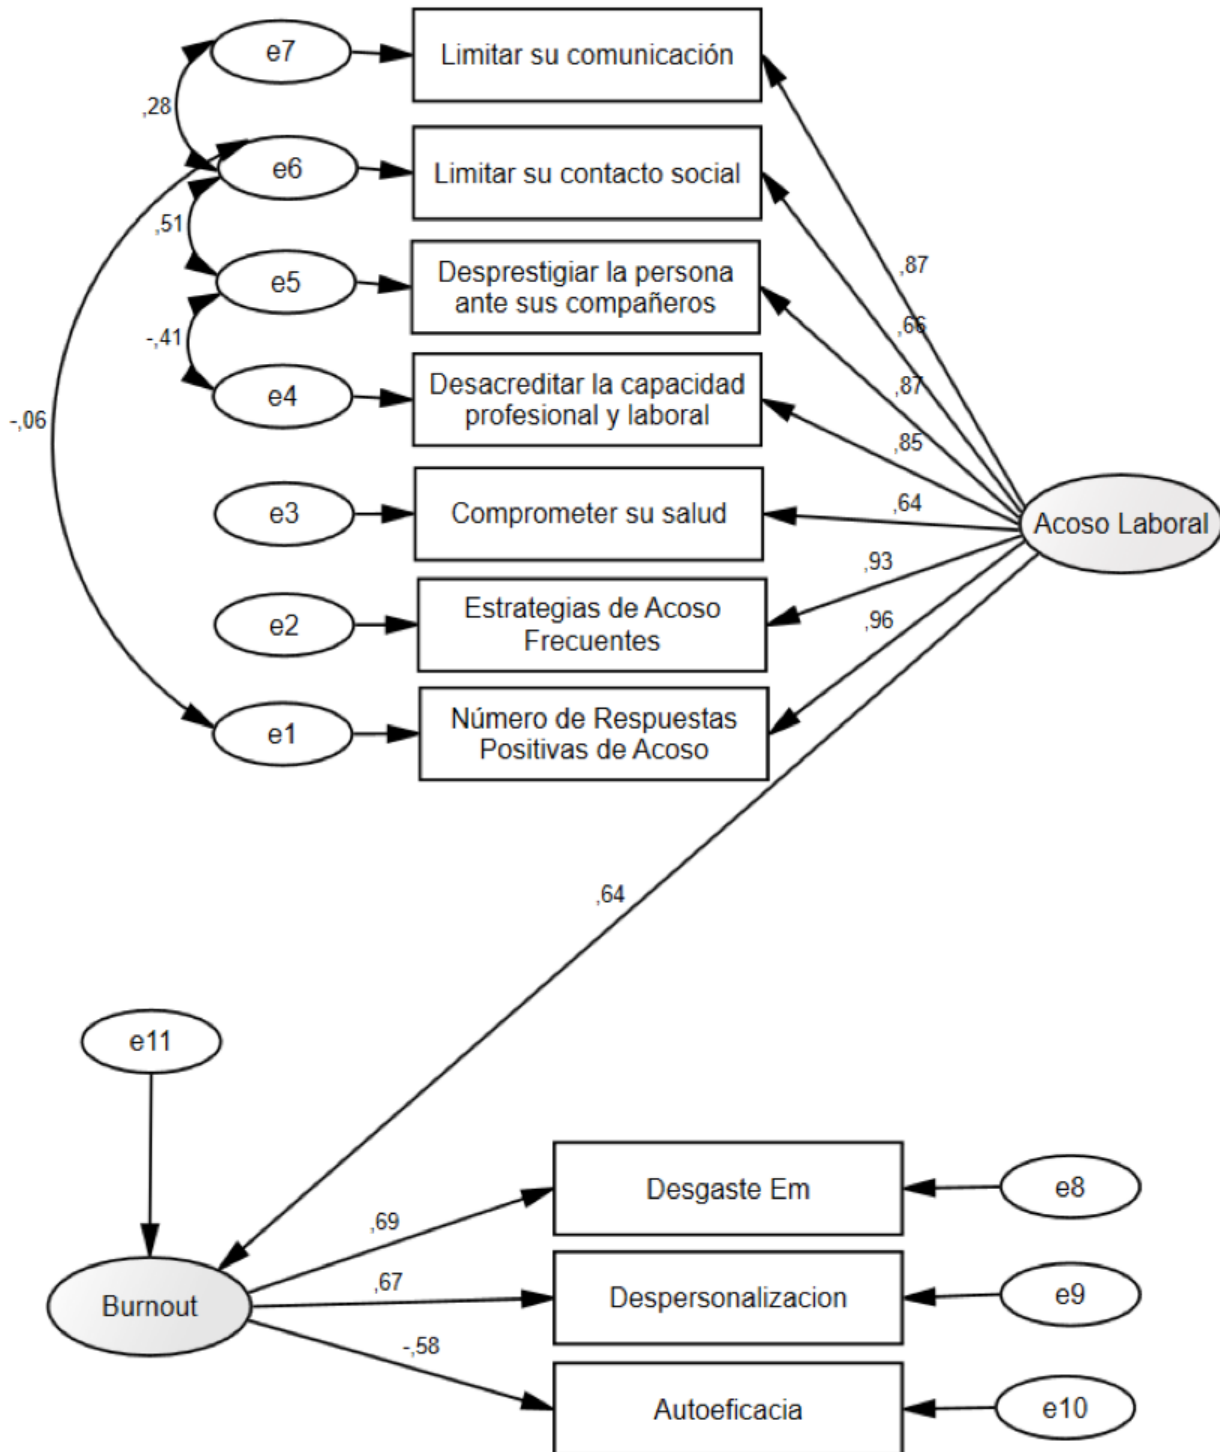 e7
Limitar su comunicación
,28
e6
Limitar su contacto social
,51
e5
Desprestigiar la persona
ante sus compañeros
,87
,66
-,41
e4
Desacreditar la capacidad
profesional y laboral
,87
-,06
,85
e3
Comprometer su salud
,64
Acoso Laboral
,93
e2
Estrategias de Acoso
Frecuentes
,96
e1
Número de Respuestas
Positivas de Acoso
,64
e11
Desgaste Em
e8
,69
Burnout
,67
Despersonalizacion
e9
-,58
Autoeficacia
e10